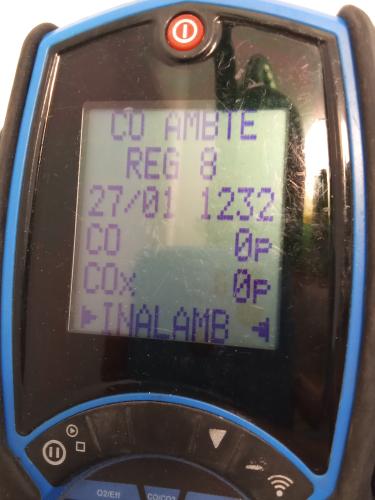 CO AMBTE
REG 8
27/01 1232
CO 0p
COx 0p
INALAMB
O2/Eff
CO/CO2